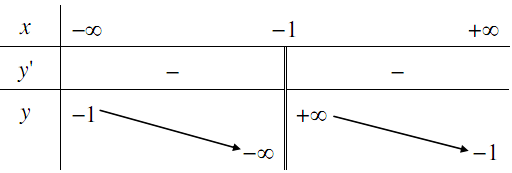 x −∞ −1 +∞
y' − −
y −1 +∞
−∞ −1